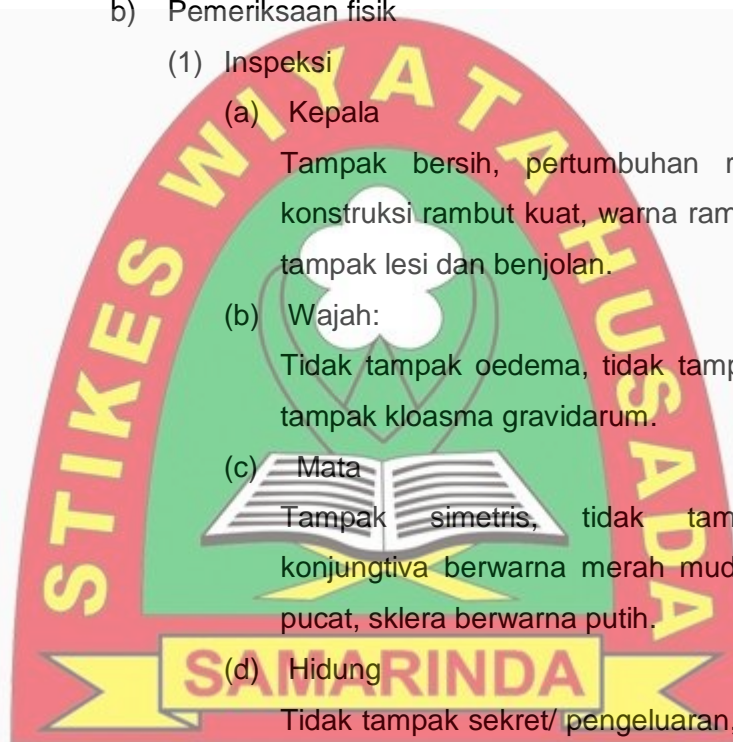 b) Pemeriksaan fisik
(1) Inspeksi
(a) Kepala
Tampak bersih, pertumbuhan
konstruksi rambut kuat, warna
tampak lesi dan benjolan.
(b) Wajah:
Tidak tampak oedema, tidak
tampak kloasma gravidarum.
(c) Mata
Tampak simetris, tidak
konjungtiva berwarna merah
pucat, sklera berwarna putih.
(d) Hidung
Tidak tampak sekret/ pengeluaran,
STIKES WIYATA HUSADA
SAMARINDA